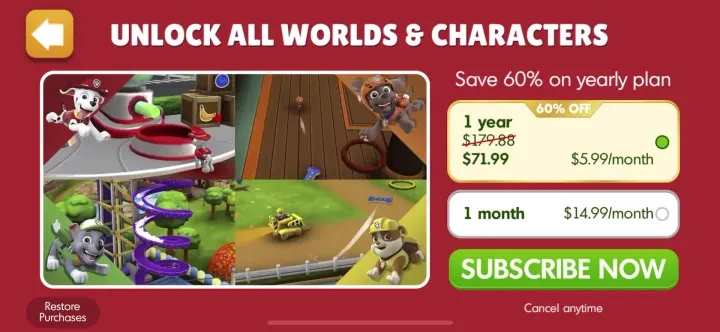 UNLOCK ALL WORLDS & CHARACTERS
Save 60% on yearly plan
60% OFF
1 year
$179.88
$71.99 $5.99/month
1 month $14.99/month
SUBSCRIBE NOW
Cancel anytime
Restore
Purchases